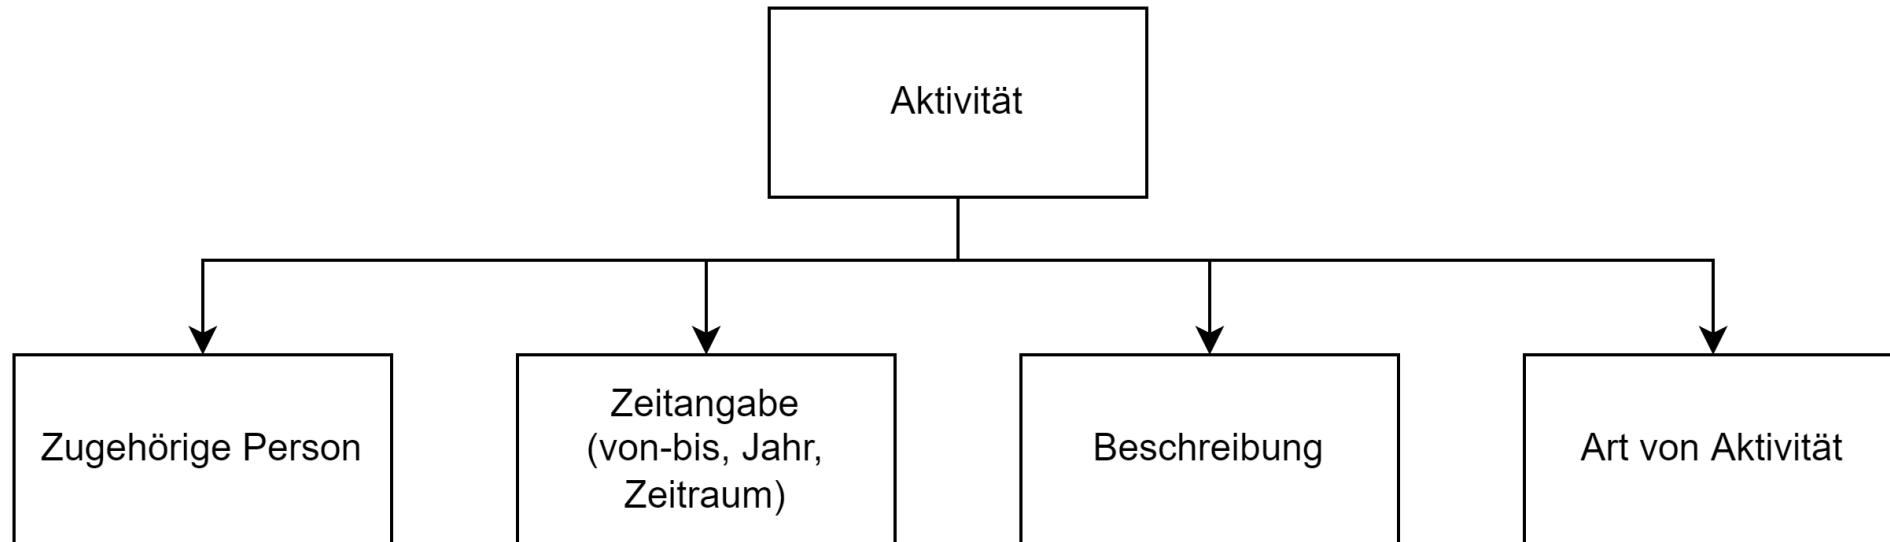 Aktivität
Zugehörige Person
Zeitangabe
(von-bis, Jahr,
Zeitraum)
Beschreibung
Art von Aktivität